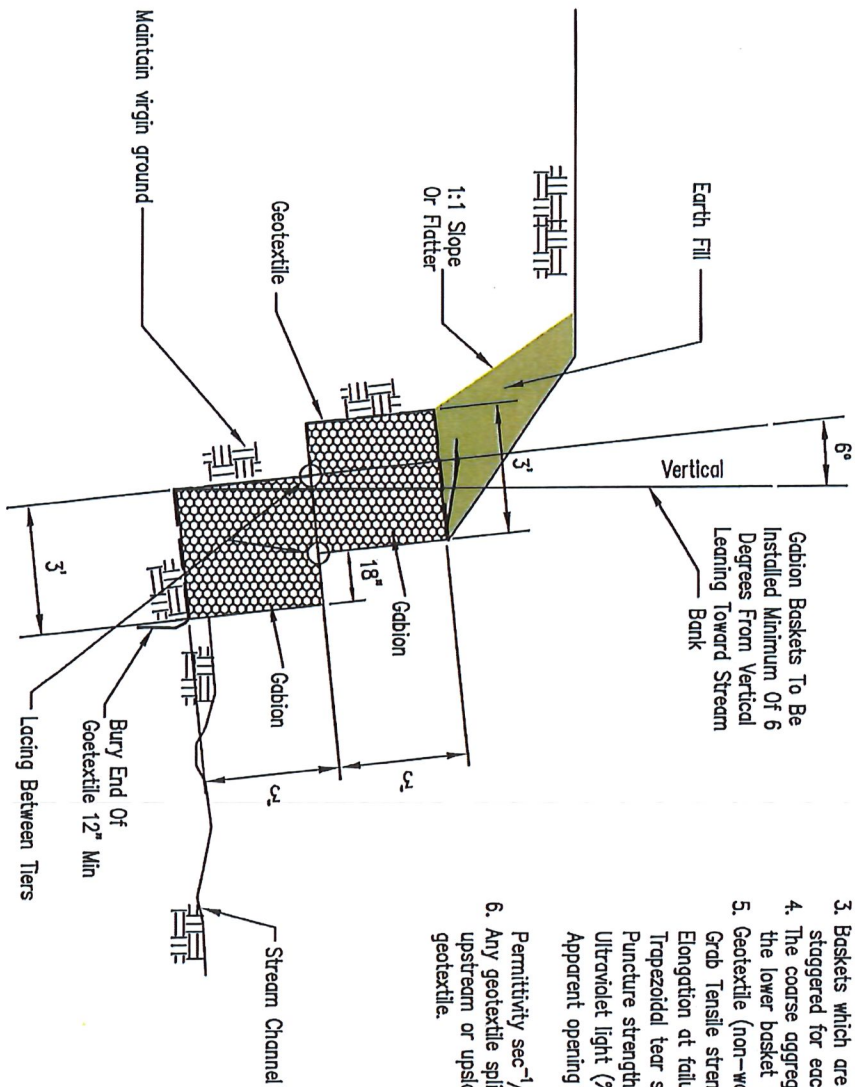 Maintain virgin ground
Geotextile
1:1 Slope
Or Flatter
Earth Fill
6°
Vertical
Gabion Baskets To Be
Installed Minimum Of 6
Degrees From Vertical
Leaning Toward Stream
Bank
3'
18"
Gabion
Gabion
3'
3'
3'
Bury End Of
Goetextile 12" Min
Lacing Between Tiers
Stream Channel
3. Baskets which are
staggered for eac
4. The coarse aggre
the lower basket
5. Geotextile (non-w
Grab Tensile stren
Elongation at failu
Trapezoidal tear s
Puncture strength
Ultraviolet light (%
Apparent opening
Permittivity sec⁻¹
6. Any geotextile spli
upstream or upslo
geotextile.